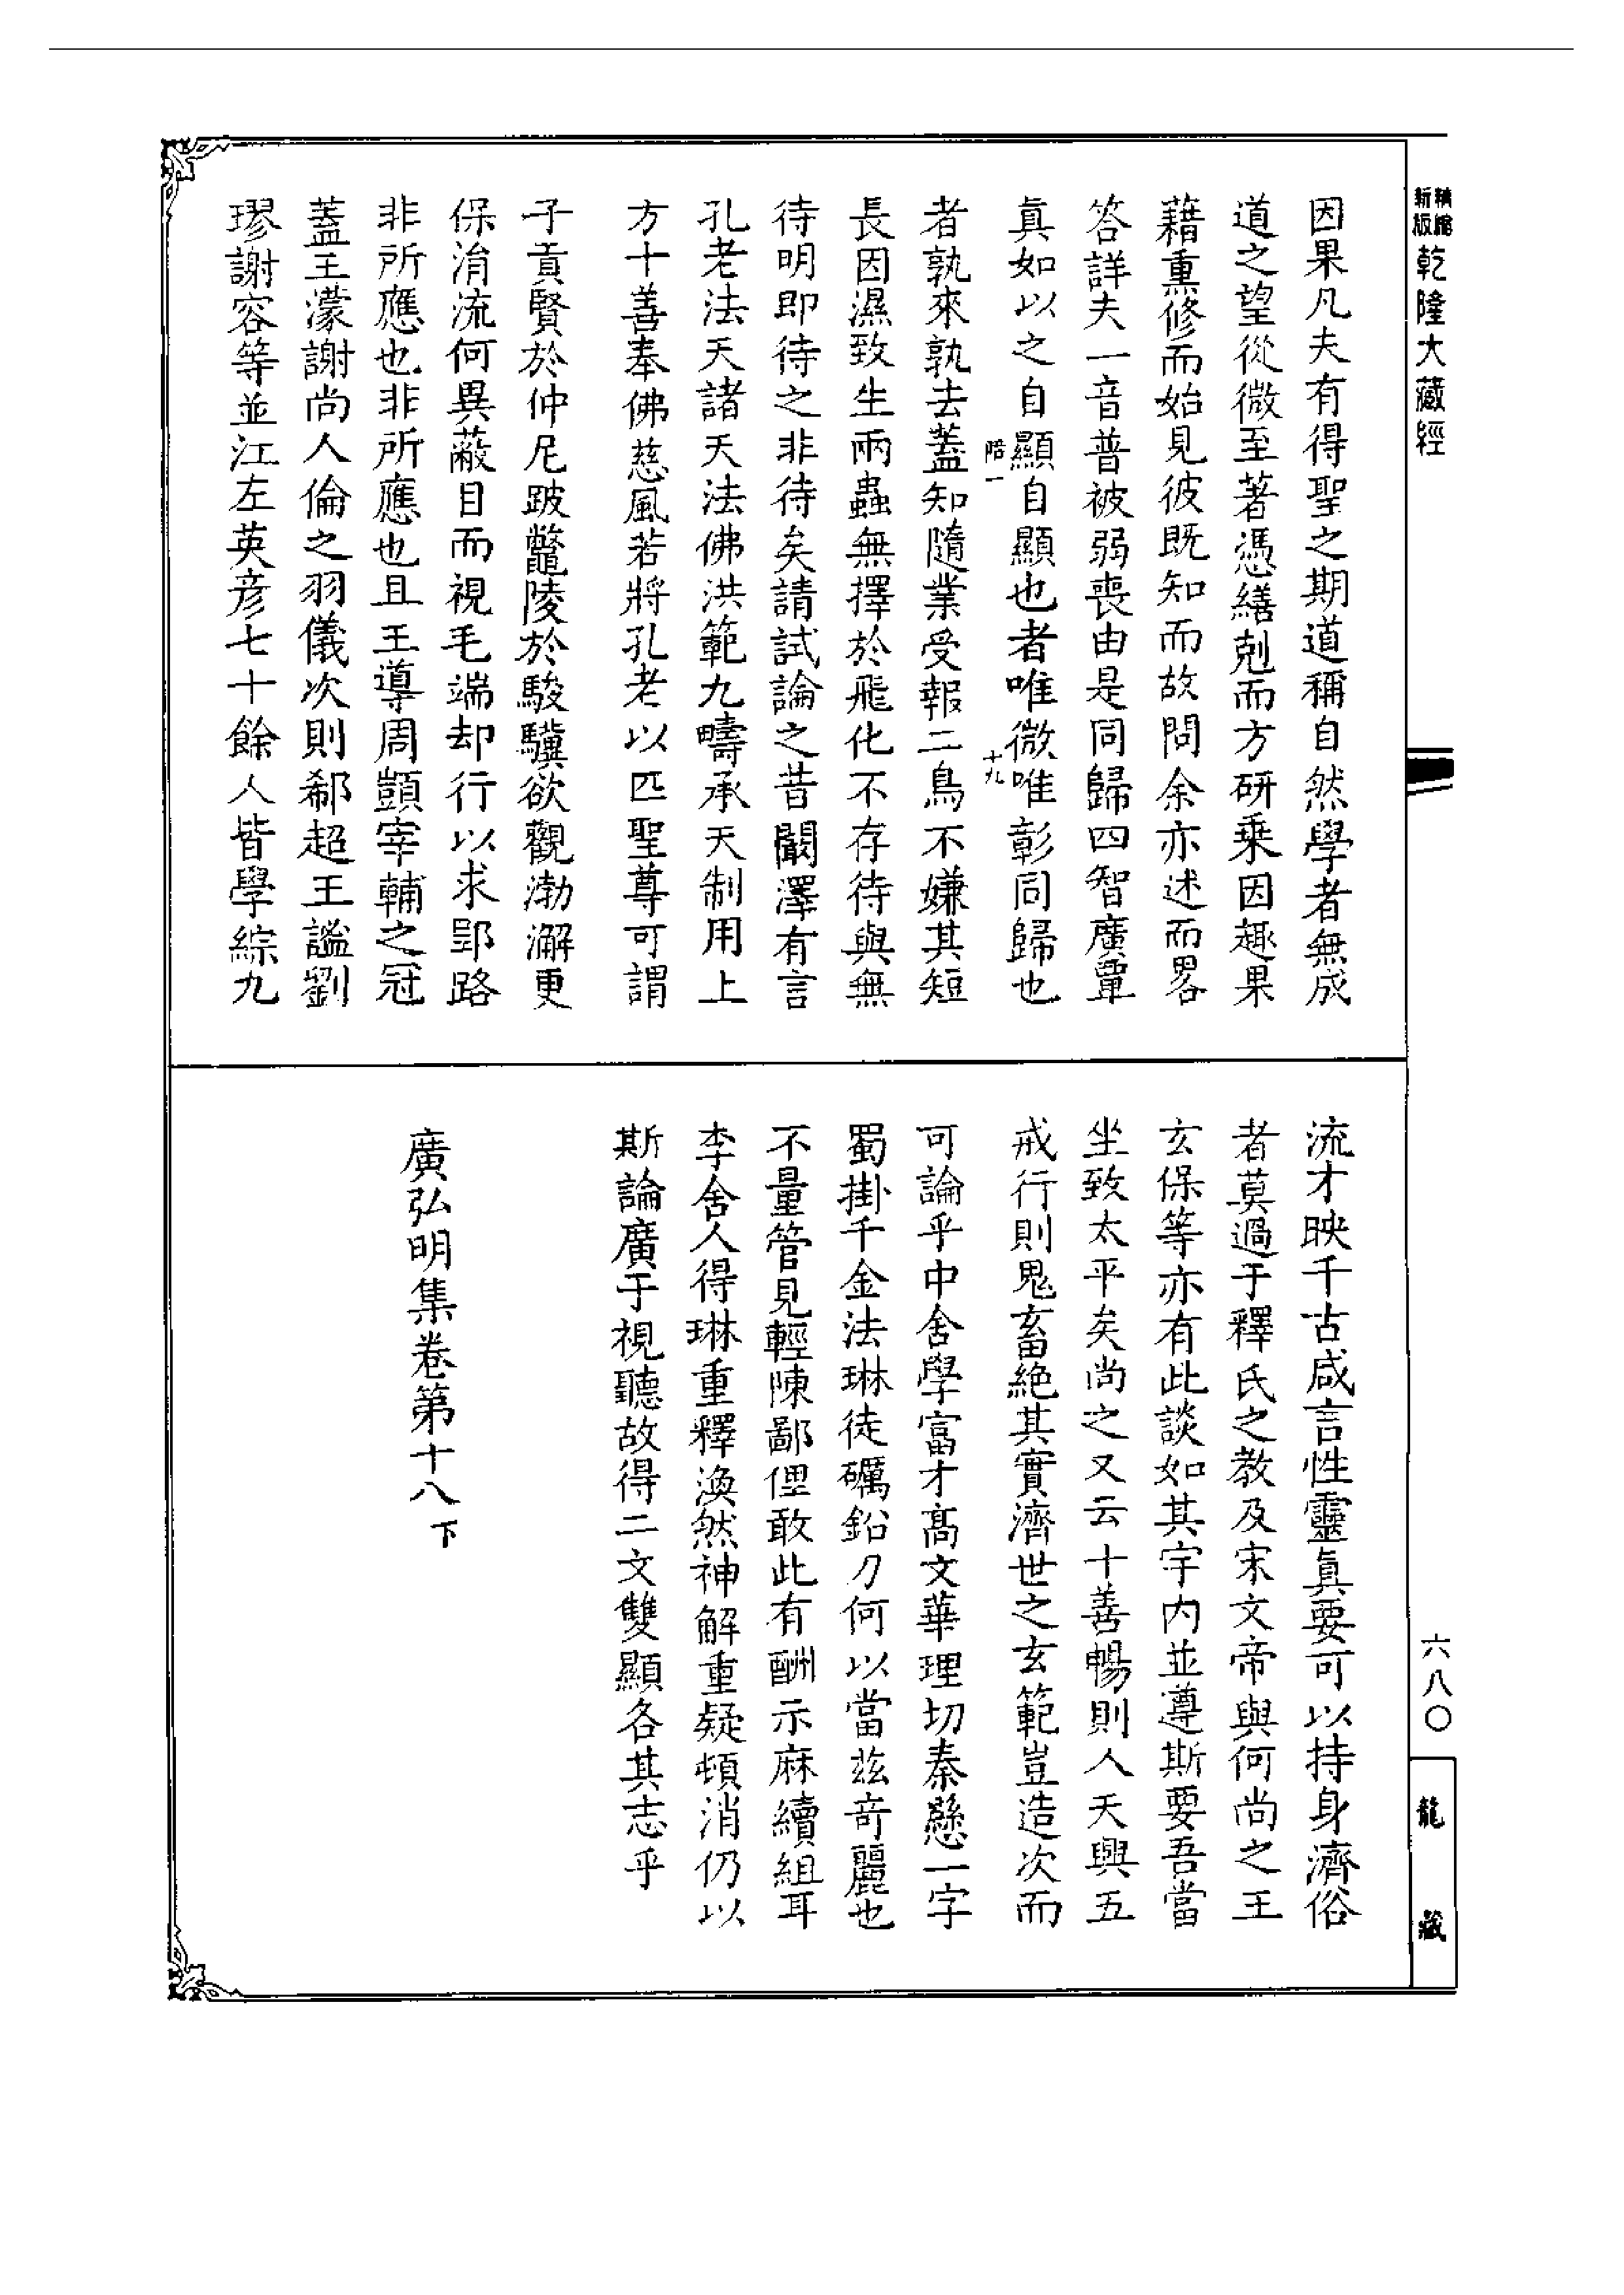 新編縮版 乾隆大藏經
因果凡夫有得聖之期道稱自然學者無成
道之望從微至著憑繕剋而方研乘因趣果
藉熏修而始見彼既知而故問余亦述而畧
答詳夫一音普被弱喪由是同歸四智廣覃
真如以之自顯自顯也者唯微唯彰同歸也
陪一
十九
者孰來孰去蓋知隨業受報二鳥不嫌其短
長因濕致生兩蟲無擇於飛化不存待與無
待明即待之非待矣請試論之昔闞澤有言
孔老法天諸天法佛洪範九疇承天制用上
方十善奉佛慈風若將孔老以匹聖尊可謂
子貢賢於仲尼跛鼈陵於駿驥欲觀渤澥更
保涓流何異蔽目而視毛端却行以求郢路
非所應也非所應也且王導周顗宰輔之冠
蓋王濛謝尚人倫之羽儀次則郗超王謐劉
璆謝容等並江左英彥七十餘人皆學綜九
流才映千古咸言性靈真要可以持身濟俗
者莫過于釋氏之教及宋文帝與何尚之王
玄保等亦有此談如其宇内並遵斯要吾當
坐致太平矣尚之又云十善暢則人天興五
戒行則鬼畜絕其實濟世之玄範豈造次而
可論乎中舍學富才高文華理切秦懸一字
蜀掛千金法琳徒礪鉛刀何以當茲奇麗也
不量管見輕陳鄙俚敢此有酬示麻續組耳
李舍人得琳重釋渙然神解重疑頓消仍以
斯論廣于視聽故得二文雙顯各其志乎
廣弘明集卷第十八下
六八〇
龍藏